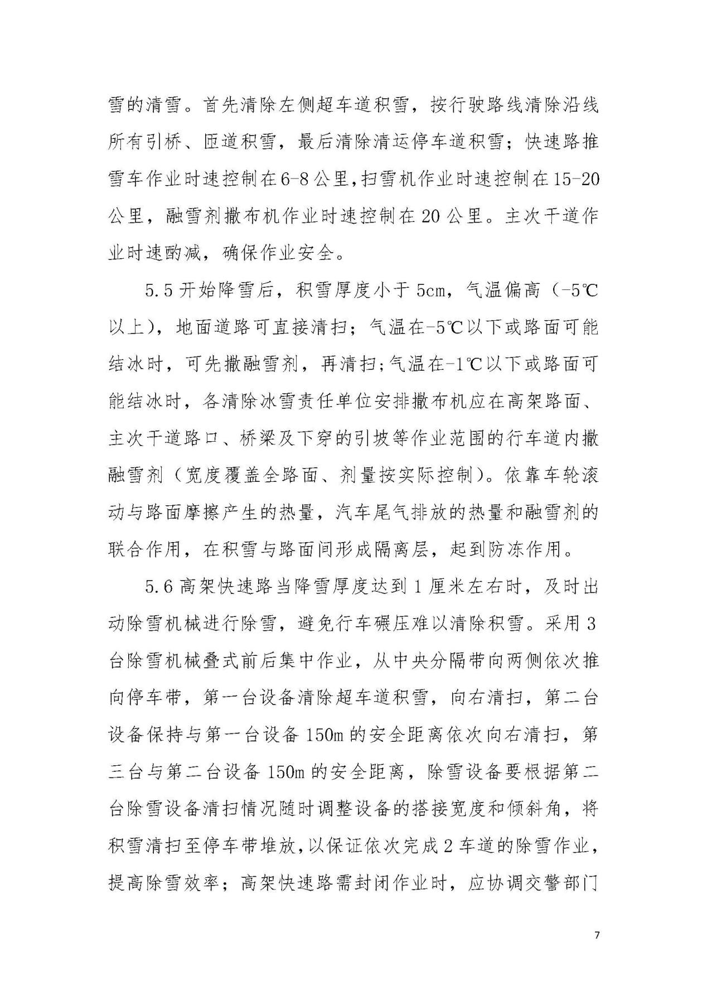 雪的清雪。首先清除左侧超车道积雪，按行驶路线清除沿线
所有引桥、匝道积雪，最后清除清运停车道积雪；快速路推
雪车作业时速控制在6-8公里,扫雪机作业时速控制在15-20
公里，融雪剂撒布机作业时速控制在20公里。主次干道作
业时速酌减，确保作业安全。
5.5开始降雪后，积雪厚度小于5cm，气温偏高（-5℃
以上），地面道路可直接清扫；气温在-5℃以下或路面可能
结冰时，可先撒融雪剂，再清扫;气温在-1℃以下或路面可
能结冰时，各清除冰雪责任单位安排撒布机应在高架路面、
主次干道路口、桥梁及下穿的引坡等作业范围的行车道内撒
融雪剂（宽度覆盖全路面、剂量按实际控制）。依靠车轮滚
动与路面摩擦产生的热量，汽车尾气排放的热量和融雪剂的
联合作用，在积雪与路面间形成隔离层，起到防冻作用。
5.6高架快速路当降雪厚度达到1厘米左右时，及时出
动除雪机械进行除雪，避免行车碾压难以清除积雪。采用3
台除雪机械叠式前后集中作业，从中央分隔带向两侧依次推
向停车带，第一台设备清除超车道积雪，向右清扫，第二台
设备保持与第一台设备150m的安全距离依次向右清扫，第
三台与第二台设备150m的安全距离，除雪设备要根据第二
台除雪设备清扫情况随时调整设备的搭接宽度和倾斜角，将
积雪清扫至停车带堆放,以保证依次完成2车道的除雪作业，
提高除雪效率；高架快速路需封闭作业时，应协调交警部门
7